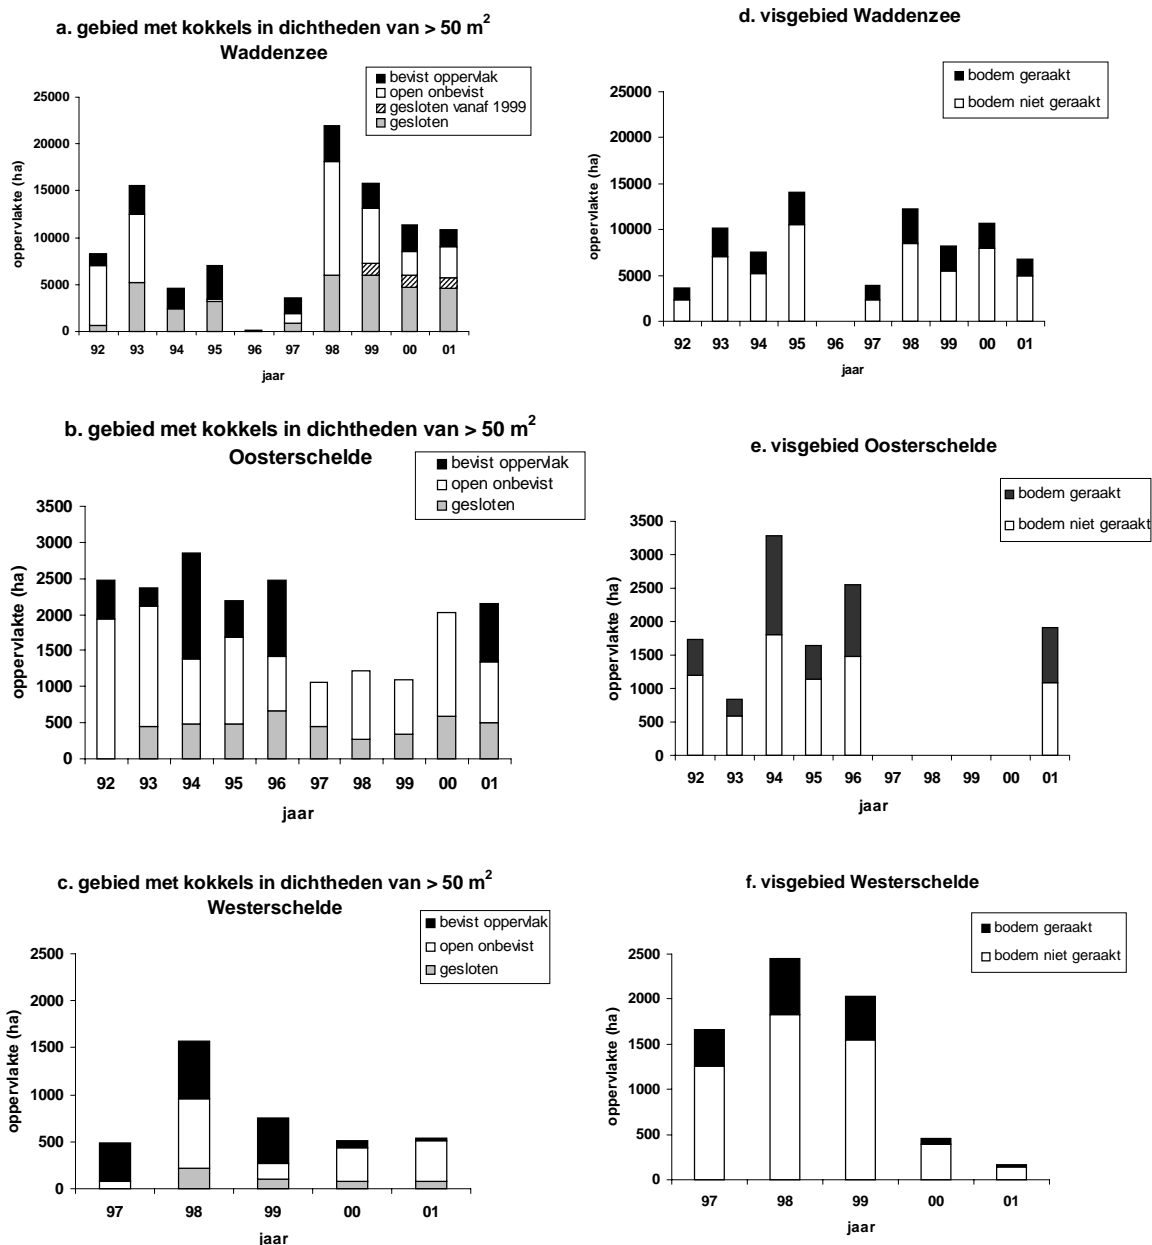 a. gebied met kokkels in dichtheden van > 50 m²
Waddenzee
bevist oppervlak
open onbevist
gesloten vanaf 1999
gesloten
oppervlakte (ha)
25000
20000
15000
10000
5000
0
92 93 94 95 96 97 98 99 00 01
jaar
d. visgebied Waddenzee
bodem geraakt
bodem niet geraakt
oppervlakte (ha)
25000
20000
15000
10000
5000
0
92 93 94 95 96 97 98 99 00 01
jaar
b. gebied met kokkels in dichtheden van > 50 m²
Oosterschelde
bevist oppervlak
open onbevist
gesloten
oppervlakte (ha)
3500
3000
2500
2000
1500
1000
500
0
92 93 94 95 96 97 98 99 00 01
jaar
e. visgebied Oosterschelde
bodem geraakt
bodem niet geraakt
oppervlakte (ha)
3500
3000
2500
2000
1500
1000
500
0
92 93 94 95 96 97 98 99 00 01
jaar
c. gebied met kokkels in dichtheden van > 50 m²
Westerschelde
bevist oppervlak
open onbevist
gesloten
oppervlakte (ha)
2500
2000
1500
1000
500
0
97 98 99 00 01
jaar
f. visgebied Westerschelde
bodem geraakt
bodem niet geraakt
oppervlakte (ha)
2500
2000
1500
1000
500
0
97 98 99 00 01
jaar